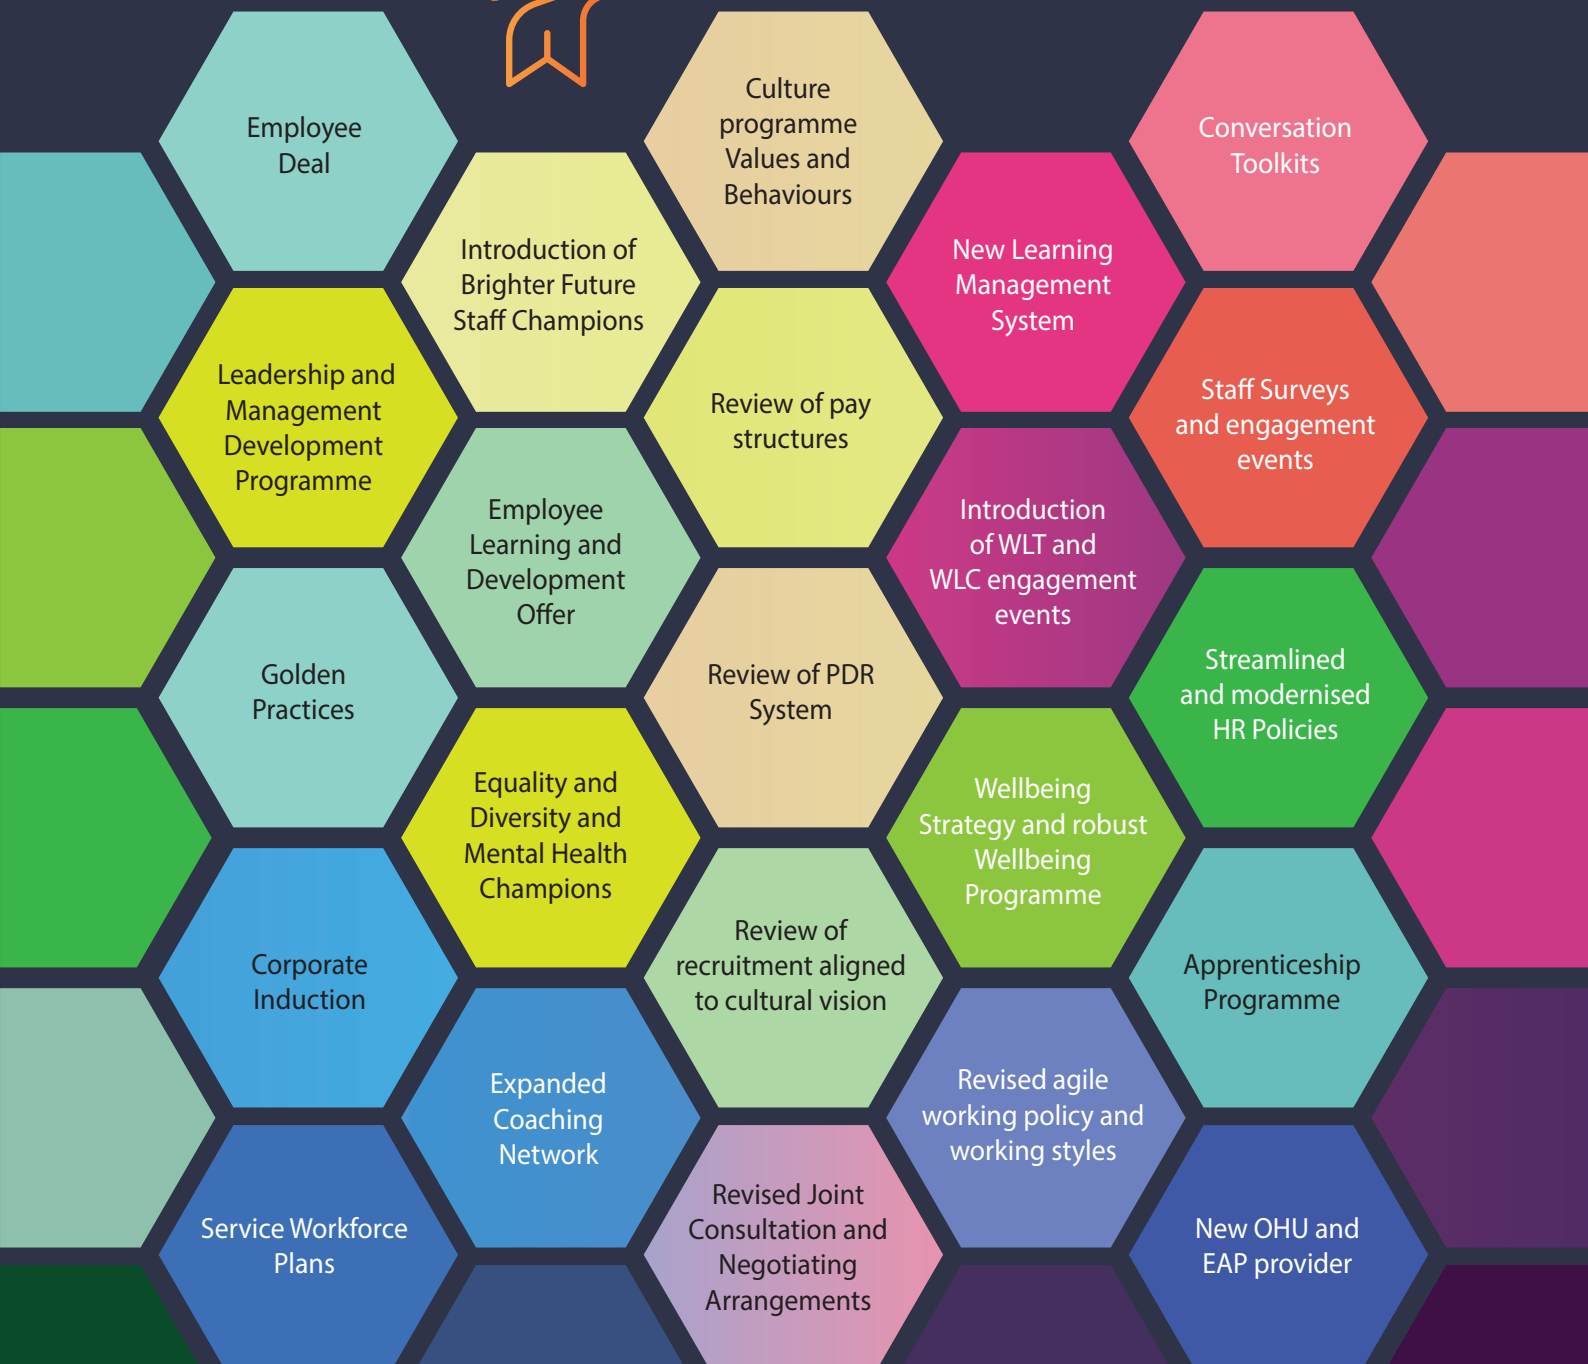 Employee
Deal
Culture
programme
Values and
Behaviours
Conversation
Toolkits
Introduction of
Brighter Future
Staff Champions
New Learning
Management
System
Leadership and
Management
Development
Programme
Review of pay
structures
Staff Surveys
and engagement
events
Employee
Learning and
Development
Offer
Introduction
of WLT and
WLC engagement
events
Golden
Practices
Review of PDR
System
Streamlined
and modernised
HR Policies
Equality and
Diversity and
Mental Health
Champions
Wellbeing
Strategy and robust
Wellbeing
Programme
Corporate
Induction
Review of
recruitment aligned
to cultural vision
Apprenticeship
Programme
Expanded
Coaching
Network
Revised agile
working policy and
working styles
Service Workforce
Plans
Revised Joint
Consultation and
Negotiating
Arrangements
New OHU and
EAP provider